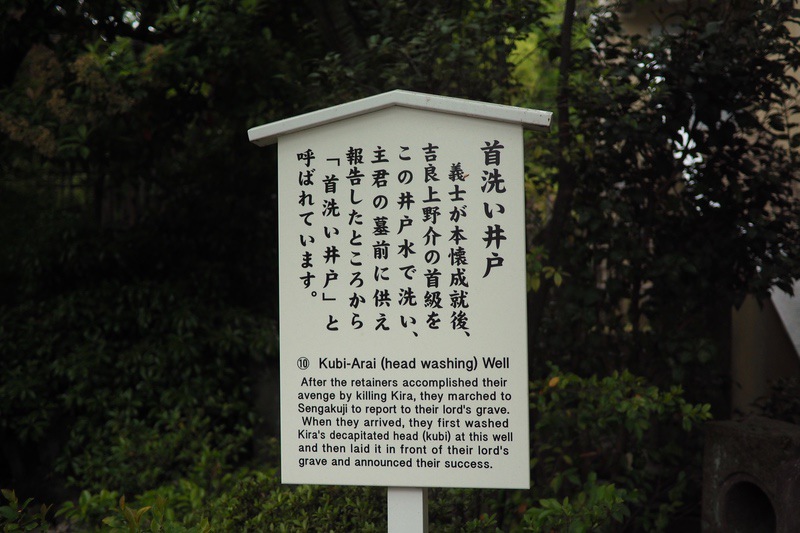 首洗い井戸
義士が本懐成就後、
吉良上野介の首級を
この井戸水で洗い、
主君の墓前に供え
報告したところから
「首洗い井戸」と
呼ばれています。
⑩ Kubi-Arai (head washing) Well
After the retainers accomplished their
avenge by killing Kira, they marched to
Sengakuji to report to their lord's grave.
When they arrived, they first washed
Kira's decapitated head (kubi) at this well
and then laid it in front of their lord's
grave and announced their success.